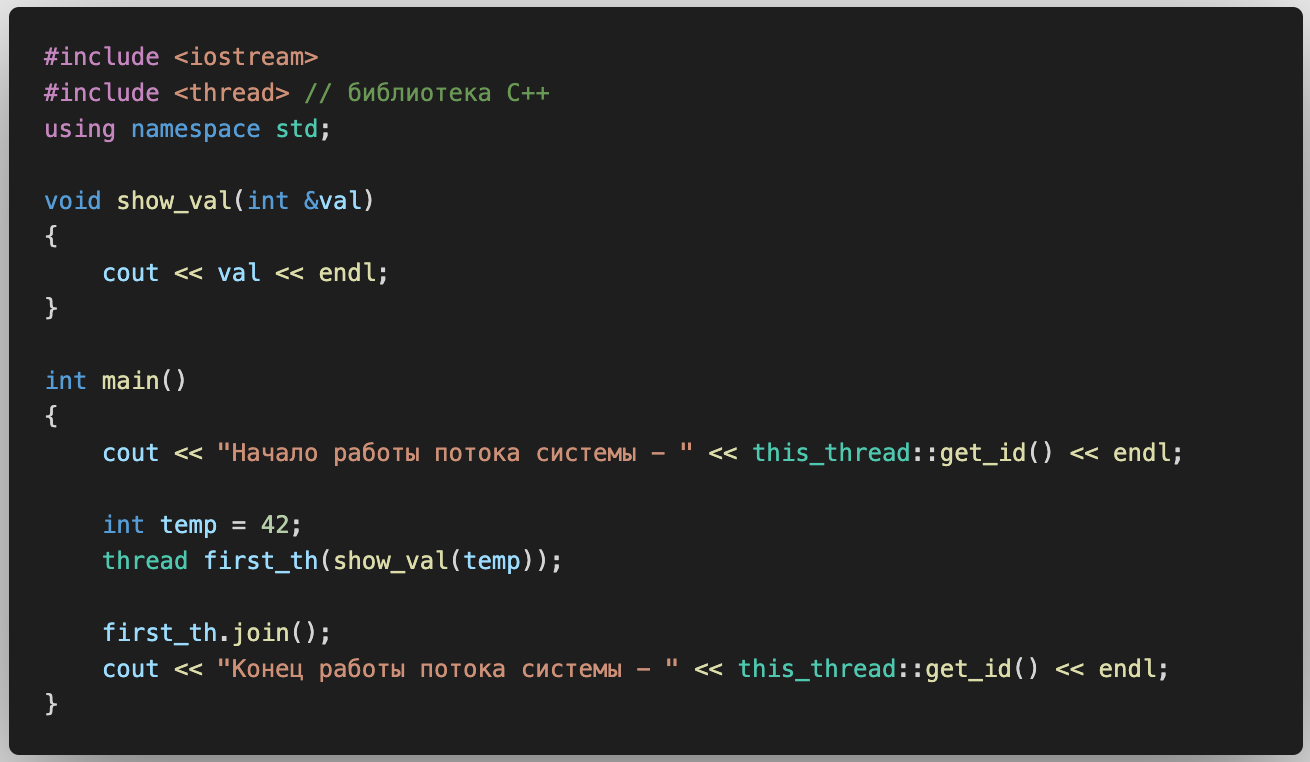 #include <iostream>
#include <thread> // библиотека C++
using namespace std;
void show_val(int &val)
{
    cout << val << endl;
}
int main()
{
    cout << "Начало работы потока системы – " << this_thread::get_id() << endl;
    int temp = 42;
    thread first_th(show_val(temp));
    first_th.join();
    cout << "Конец работы потока системы – " << this_thread::get_id() << endl;
}